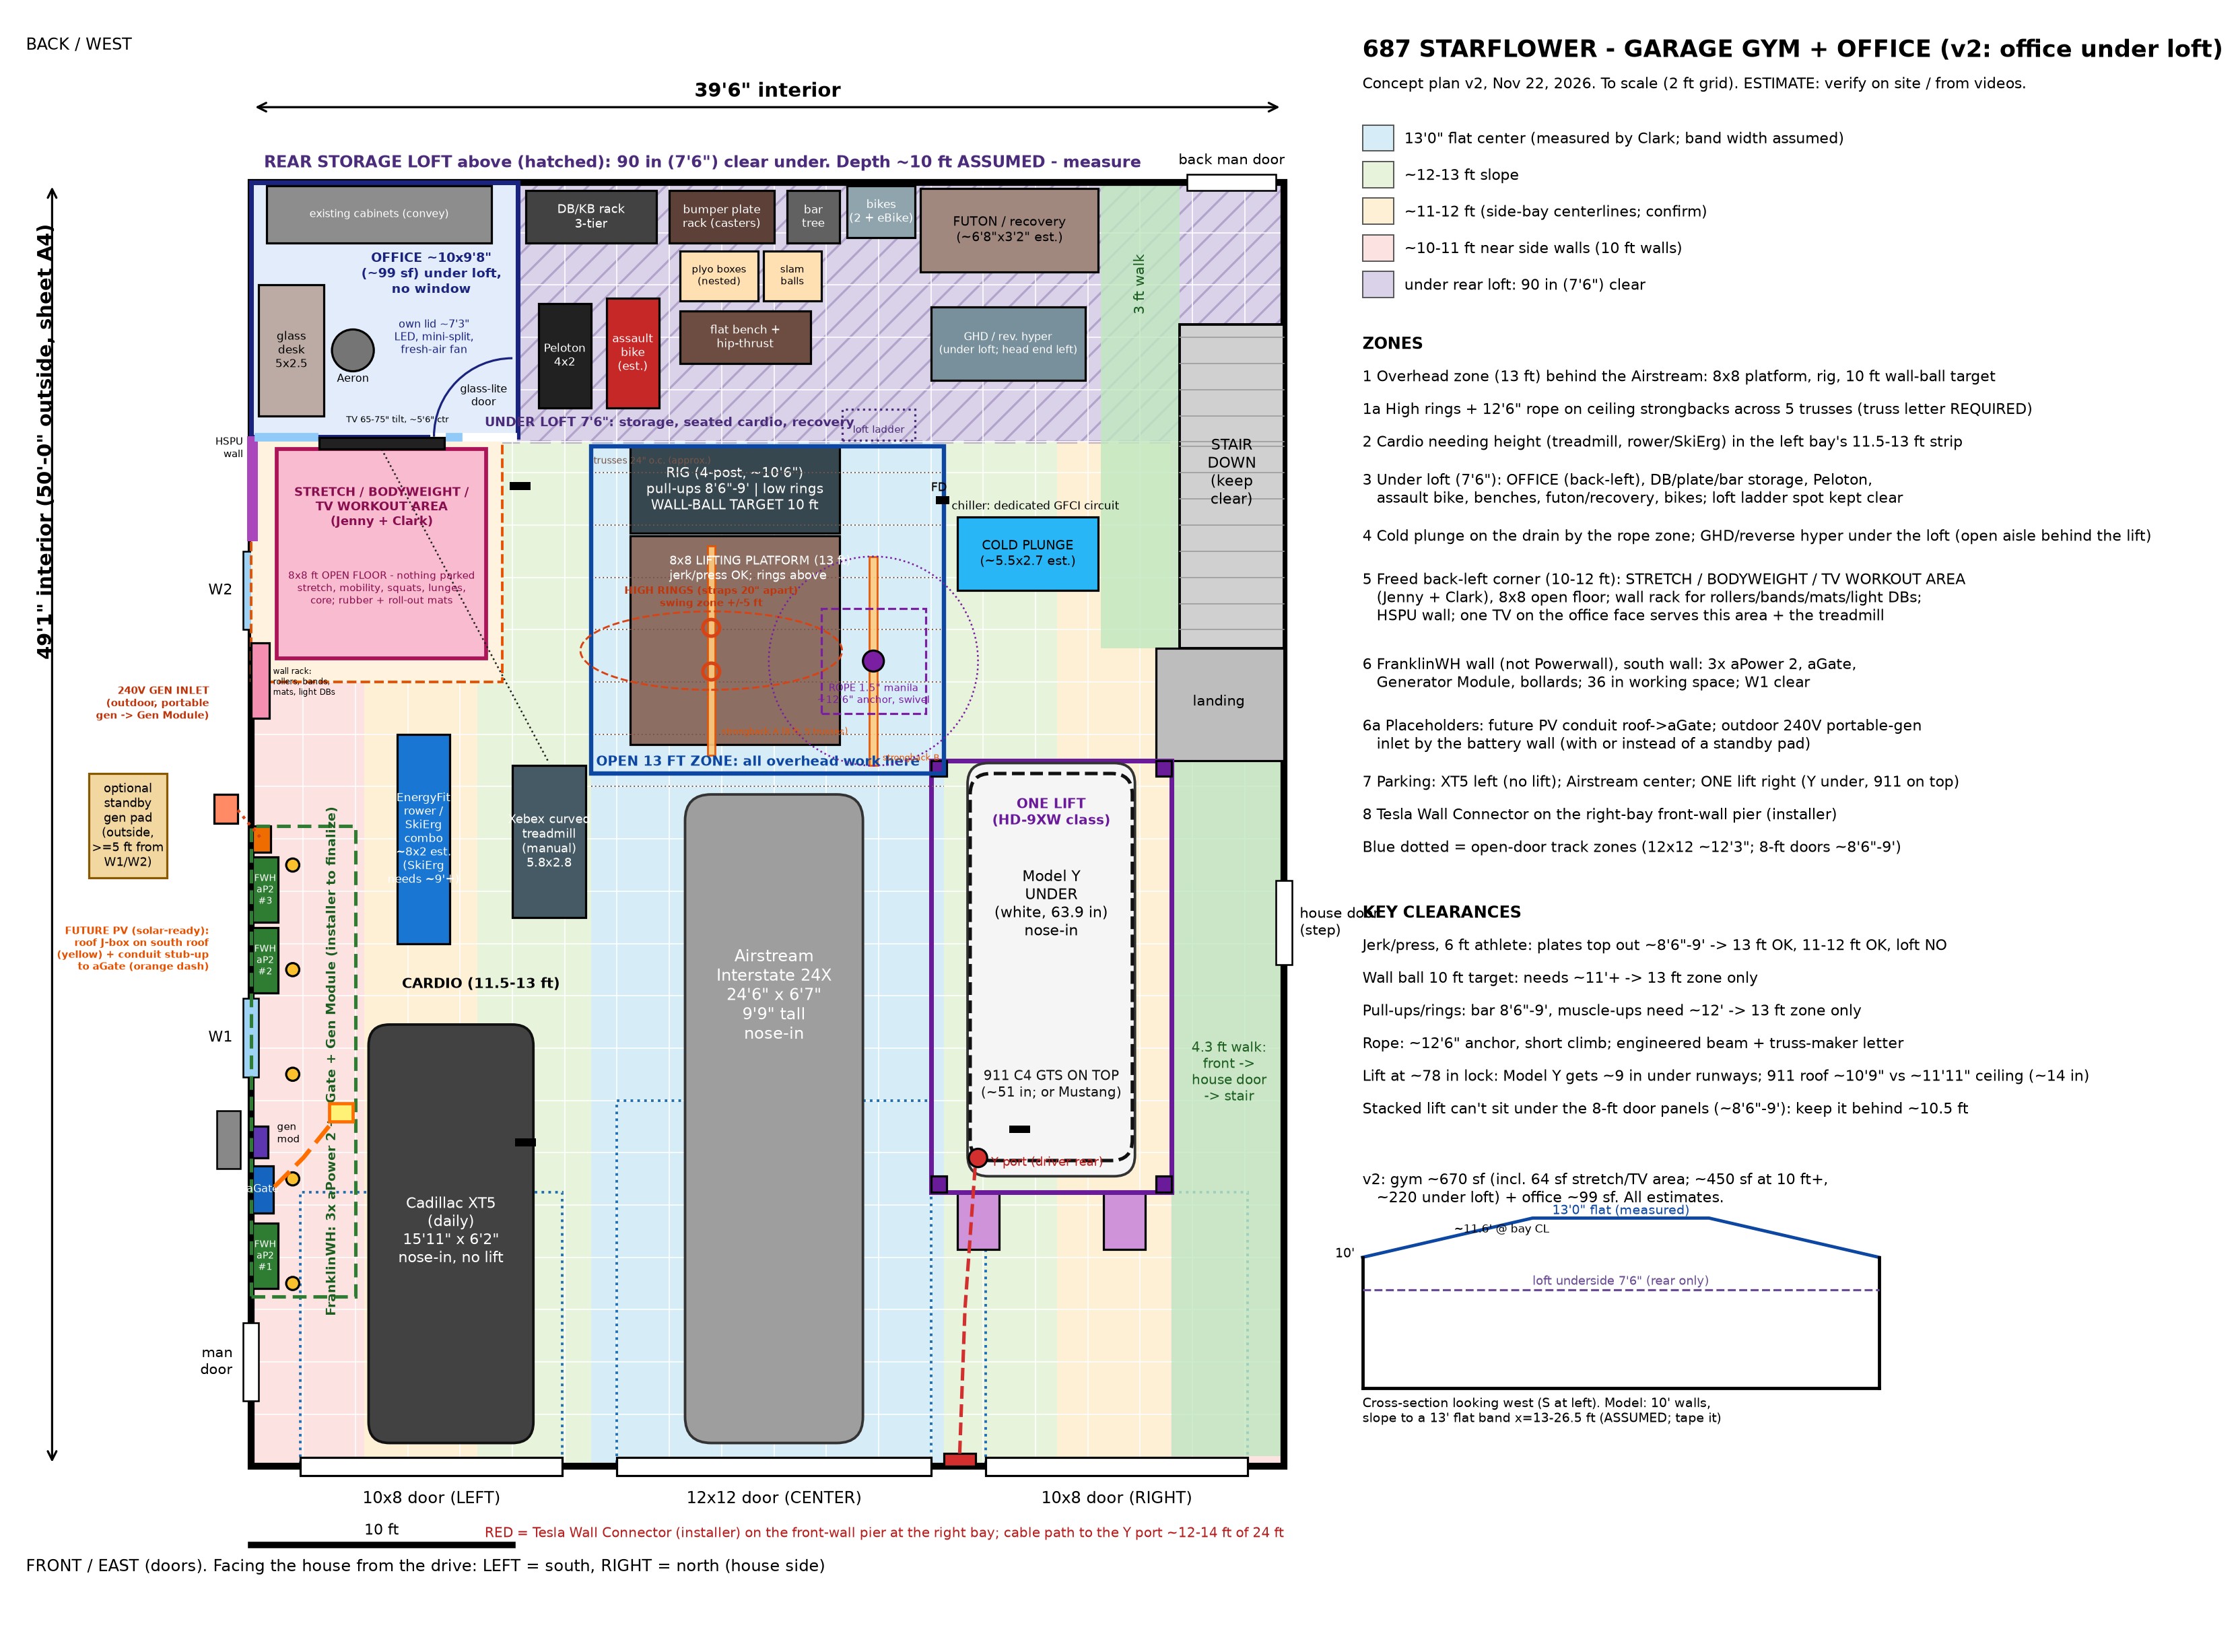 BACK / WEST
39'6" interior
REAR STORAGE LOFT above (hatched): 90 in (7'6") clear under. Depth ~10 ft ASSUMED - measure
back man door
49'1" interior (50'-0" outside, sheet A4)
existing cabinets (convey)
OFFICE ~10x9'8"
(~99 sf) under loft,
no window
own lid ~7'3"
LED, mini-split,
fresh-air fan
glass
desk
5x2.5
Aeron
glass-lite
door
TV 65-75" tilt, ~5'6" ctr
DB/KB rack
3-tier
bumper plate
rack (casters)
bar
tree
bikes
(2 + eBike)
FUTON / recovery
(~6'8"x3'2" est.)
plyo boxes
(nested)
slam
balls
flat bench +
hip-thrust
Peloton
4x2
assault
bike
(est.)
GHD / rev. hyper
(under loft; head end left)
3 ft walk
UNDER LOFT 7'6": storage, seated cardio, recovery
loft ladder
STAIR
DOWN
(keep
clear)
landing
HSPU
wall
W2
STRETCH / BODYWEIGHT /
TV WORKOUT AREA
(Jenny + Clark)
8x8 ft OPEN FLOOR - nothing parked
stretch, mobility, squats, lunges,
core; rubber + roll-out mats
wall rack:
rollers, bands,
mats, light DBs
trusses 24" o.c. (approx.)
RIG (4-post, ~10'6")
pull-ups 8'6"-9' | low rings
WALL-BALL TARGET 10 ft
8x8 LIFTING PLATFORM (13 ft)
jerk/press OK; rings above
HIGH RINGS (straps 20" apart)
swing zone +/-5 ft
ROPE 1.5" manila
~12'6" anchor, swivel
strongback B
OPEN 13 FT ZONE: all overhead work here
FD
chiller: dedicated GFCI circuit
COLD PLUNGE
(~5.5x2.7 est.)
240V GEN INLET
(outdoor, portable
gen -> Gen Module)
optional
standby
gen pad
(outside,
>=5 ft from
W1/W2)
FUTURE PV (solar-ready):
roof J-box on south roof
(yellow) + conduit stub-up
to aGate (orange dash)
W1
FWH
aP2
#3
FWH
aP2
#2
gen
mod
aGate
FWH
aP2
#1
FranklinWH: 3x aPower 2 + aGate + Gen Module (installer to finalize)
man
door
EnergyFit
rower /
SkiErg
combo
~8x2 est.
(SkiErg
needs ~9'+)
Xebex curved
treadmill
(manual)
5.8x2.8
CARDIO (11.5-13 ft)
Cadillac XT5
(daily)
15'11" x 6'2"
nose-in, no lift
Airstream
Interstate 24X
24'6" x 6'7"
9'9" tall
nose-in
ONE LIFT
(HD-9XW class)
Model Y
UNDER
(white, 63.9 in)
nose-in
911 C4 GTS ON TOP
(~51 in; or Mustang)
Y port (driver rear)
4.3 ft walk:
front ->
house door
-> stair
house door
(step)
10x8 door (LEFT)
12x12 door (CENTER)
10x8 door (RIGHT)
10 ft
RED = Tesla Wall Connector (installer) on the front-wall pier at the right bay; cable path to the Y port ~12-14 ft of 24 ft
FRONT / EAST (doors). Facing the house from the drive: LEFT = south, RIGHT = north (house side)
687 STARFLOWER - GARAGE GYM + OFFICE (v2: office under loft)
Concept plan v2, Nov 22, 2026. To scale (2 ft grid). ESTIMATE: verify on site / from videos.
13'0" flat center (measured by Clark; band width assumed)
~12-13 ft slope
~11-12 ft (side-bay centerlines; confirm)
~10-11 ft near side walls (10 ft walls)
under rear loft: 90 in (7'6") clear
ZONES
1 Overhead zone (13 ft) behind the Airstream: 8x8 platform, rig, 10 ft wall-ball target
1a High rings + 12'6" rope on ceiling strongbacks across 5 trusses (truss letter REQUIRED)
2 Cardio needing height (treadmill, rower/SkiErg) in the left bay's 11.5-13 ft strip
3 Under loft (7'6"): OFFICE (back-left), DB/plate/bar storage, Peloton,
assault bike, benches, futon/recovery, bikes; loft ladder spot kept clear
4 Cold plunge on the drain by the rope zone; GHD/reverse hyper under the loft (open aisle behind the lift)
5 Freed back-left corner (10-12 ft): STRETCH / BODYWEIGHT / TV WORKOUT AREA
(Jenny + Clark), 8x8 open floor; wall rack for rollers/bands/mats/light DBs;
HSPU wall; one TV on the office face serves this area + the treadmill
6 FranklinWH wall (not Powerwall), south wall: 3x aPower 2, aGate,
Generator Module, bollards; 36 in working space; W1 clear
6a Placeholders: future PV conduit roof->aGate; outdoor 240V portable-gen
inlet by the battery wall (with or instead of a standby pad)
7 Parking: XT5 left (no lift); Airstream center; ONE lift right (Y under, 911 on top)
8 Tesla Wall Connector on the right-bay front-wall pier (installer)
Blue dotted = open-door track zones (12x12 ~12'3"; 8-ft doors ~8'6"-9')
KEY CLEARANCES
Jerk/press, 6 ft athlete: plates top out ~8'6"-9' -> 13 ft OK, 11-12 ft OK, loft NO
Wall ball 10 ft target: needs ~11'+ -> 13 ft zone only
Pull-ups/rings: bar 8'6"-9', muscle-ups need ~12' -> 13 ft zone only
Rope: ~12'6" anchor, short climb; engineered beam + truss-maker letter
Lift at ~78 in lock: Model Y gets ~9 in under runways; 911 roof ~10'9" vs ~11'11" ceiling (~14 in)
Stacked lift can't sit under the 8-ft door panels (~8'6"-9'): keep it behind ~10.5 ft
v2: gym ~670 sf (incl. 64 sf stretch/TV area; ~450 sf at 10 ft+,
~220 under loft) + office ~99 sf. All estimates.
13'0" flat (measured)
~11.6' @ bay CL
10'
loft underside 7'6" (rear only)
Cross-section looking west (S at left). Model: 10' walls,
slope to a 13' flat band x=13-26.5 ft (ASSUMED; tape it)